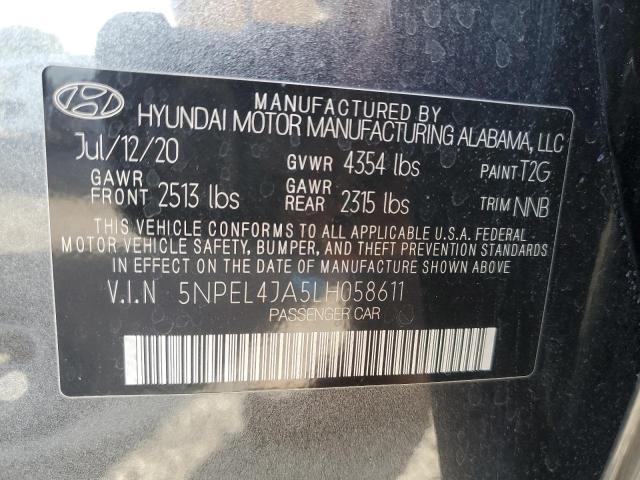 MANUFACTURED BY
HYUNDAI MOTOR MANUFACTURING ALABAMA, LLC
Jul/12/20 GVWR 4354 lbs PAINT T2G
GAWR FRONT 2513 lbs GAWR REAR 2315 lbs TRIM NNB
THIS VEHICLE CONFORMS TO ALL APPLICABLE U.S.A. FEDERAL
MOTOR VEHICLE SAFETY, BUMPER, AND THEFT PREVENTION STANDARDS
IN EFFECT ON THE DATE OF MANUFACTURE SHOWN ABOVE.
V.I.N 5NPEL4JA5LH058611
PASSENGER CAR